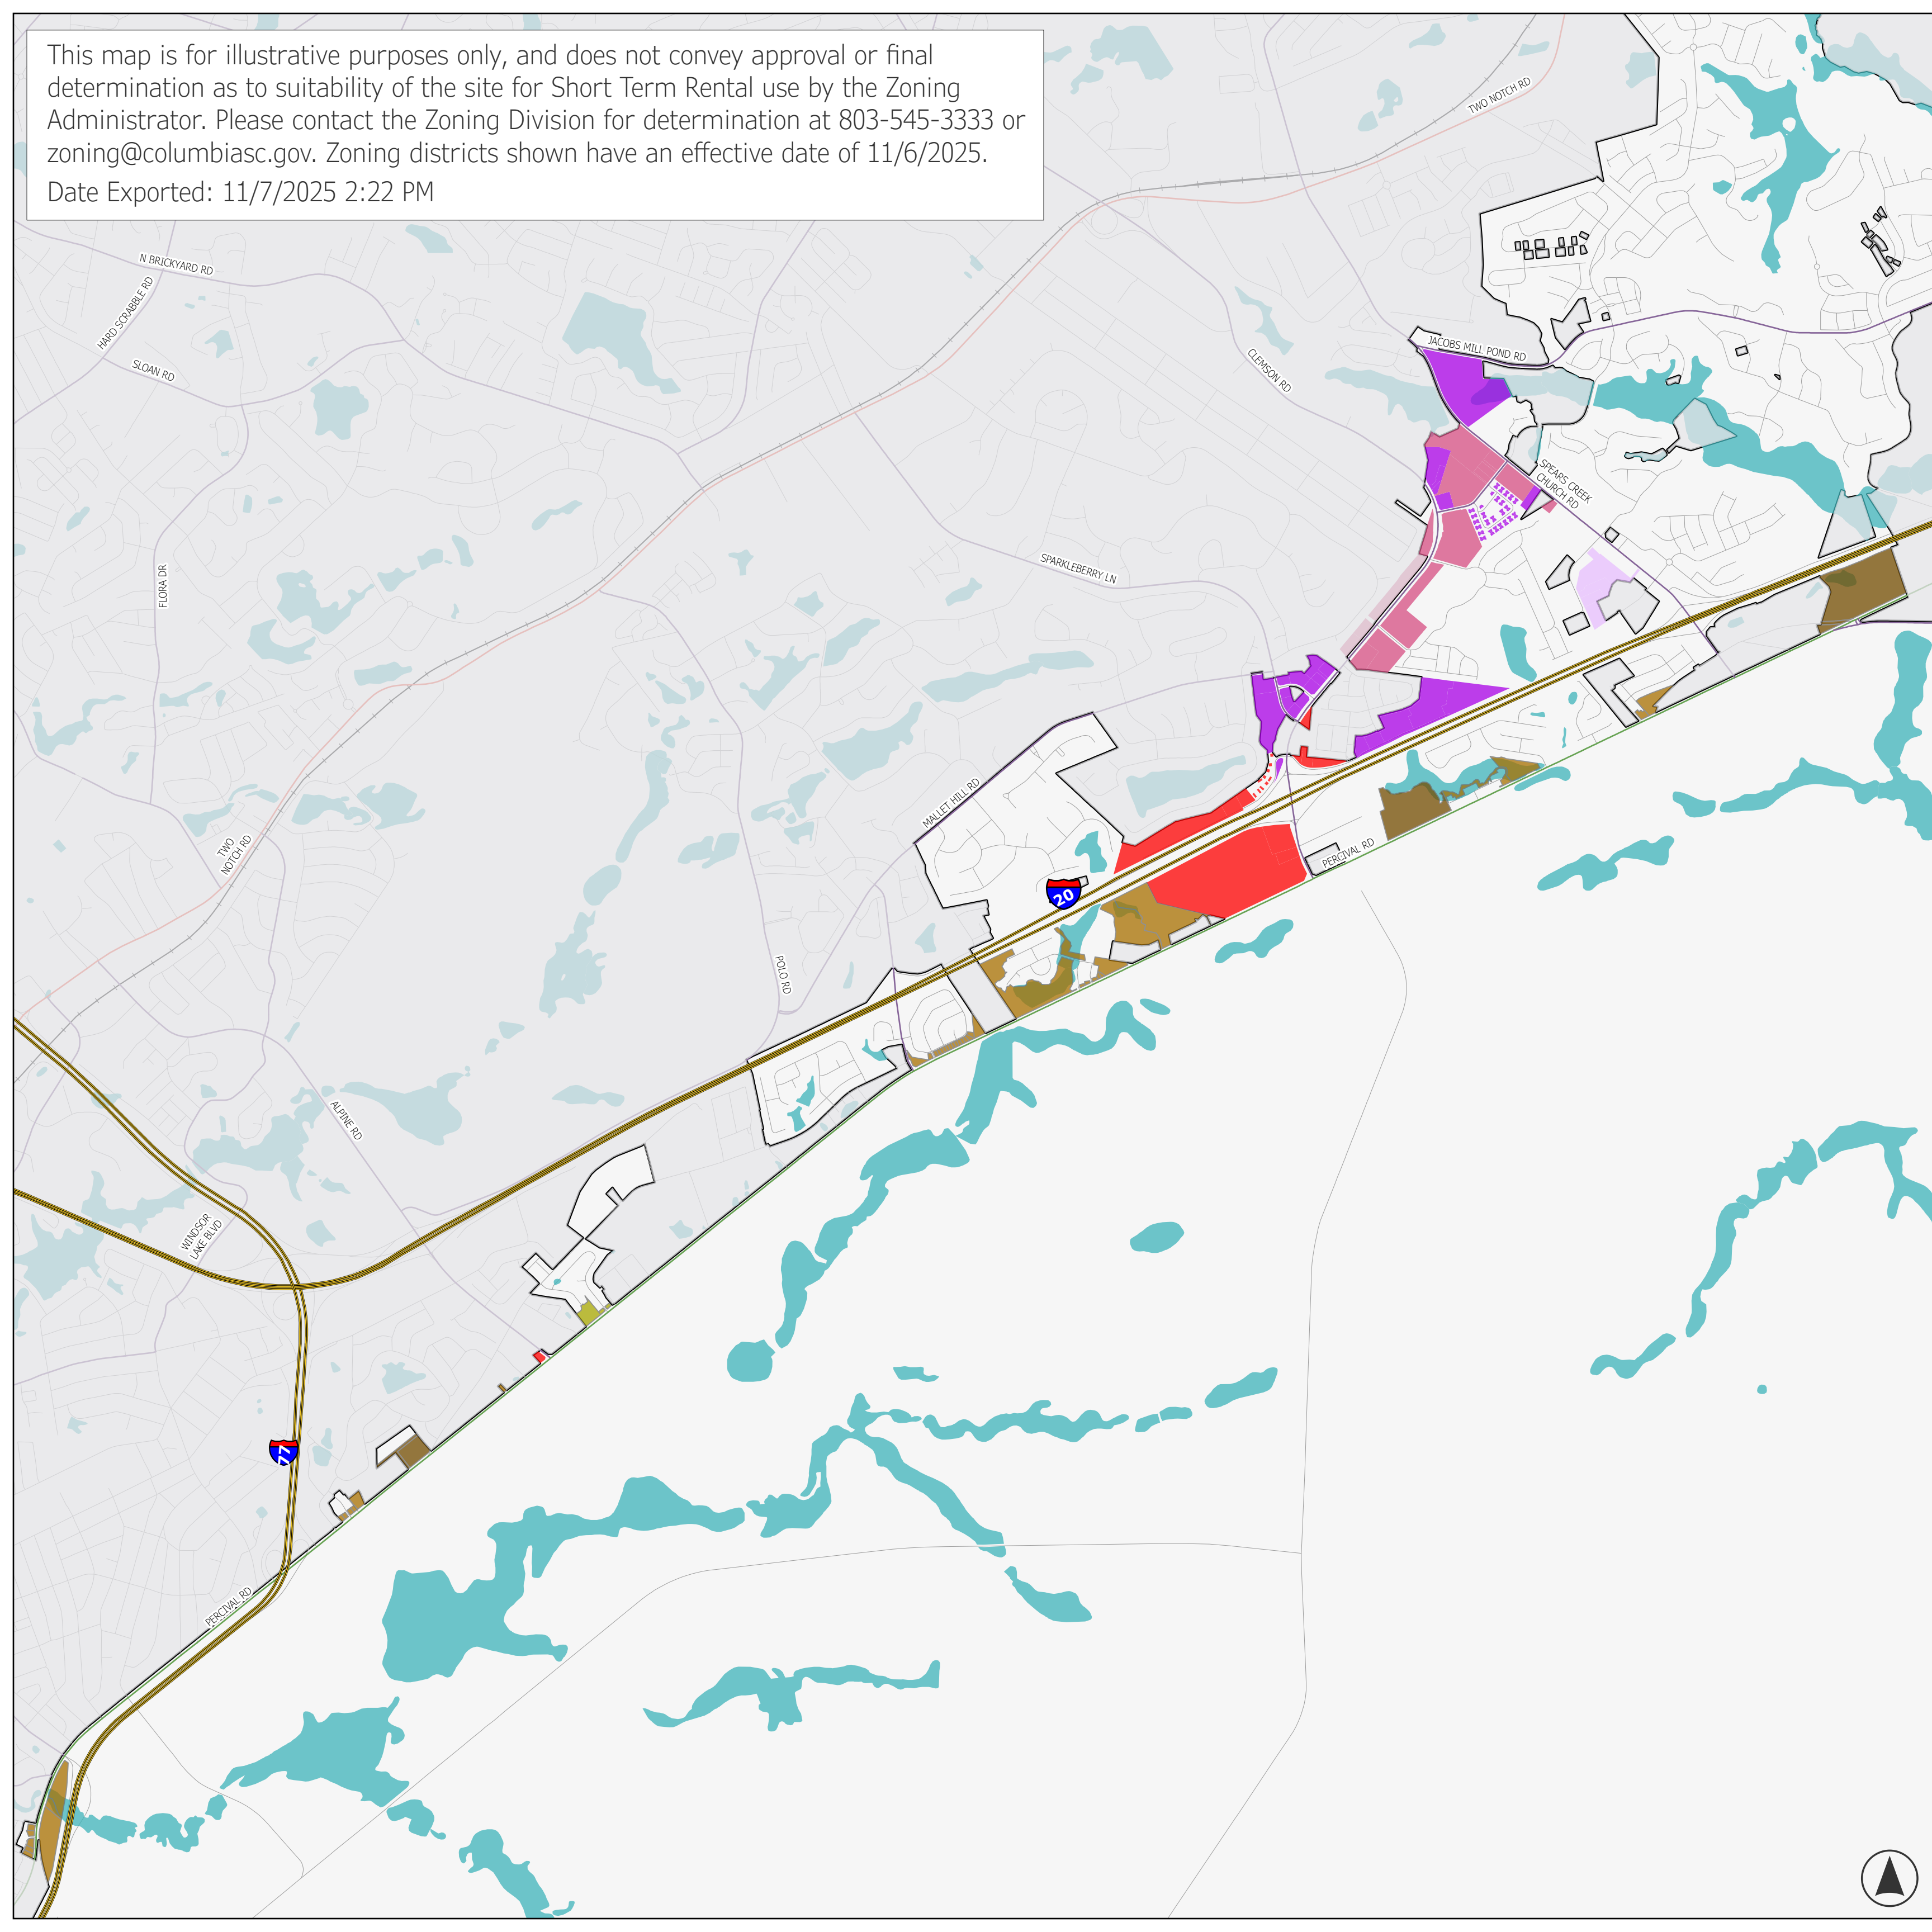 This map is for illustrative purposes only, and does not convey approval or final
determination as to suitability of the site for Short Term Rental use by the Zoning
Administrator. Please contact the Zoning Division for determination at 803-545-3333 or
zoning@columbiasc.gov. Zoning districts shown have an effective date of 11/6/2025.
Date Exported: 11/7/2025 2:22 PM
TWO NOTCH RD
N BRICKYARD RD
HARD SCRABBLE RD
SLOAN RD
JACOBS MILL POND RD
CLEMSON RD
SPEARS CREEK
CHURCH RD
SPARKLEBERRY LN
FLORA DR
MALLET HILL RD
TWO
NOTCH RD
PERCIVAL RD
20
POLO RD
ALPINE RD
WINDSOR
LAKE BLVD
77
PERCIVAL RD